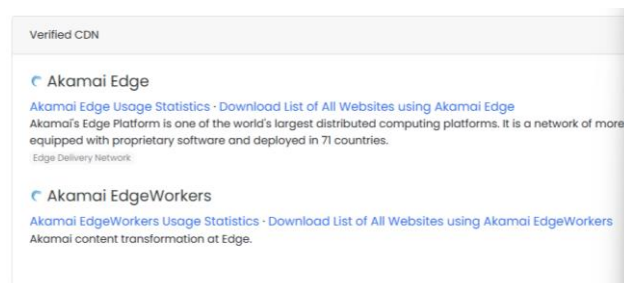 Verified CDN
Akamai Edge
Akamai Edge Usage Statistics · Download List of All Websites using Akamai Edge
Akamai's Edge Platform is one of the world's largest distributed computing platforms. It is a network of more
equipped with proprietary software and deployed in 71 countries.
Edge Delivery Network
Akamai EdgeWorkers
Akamai EdgeWorkers Usage Statistics · Download List of All Websites using Akamai EdgeWorkers
Akamai content transformation at Edge.